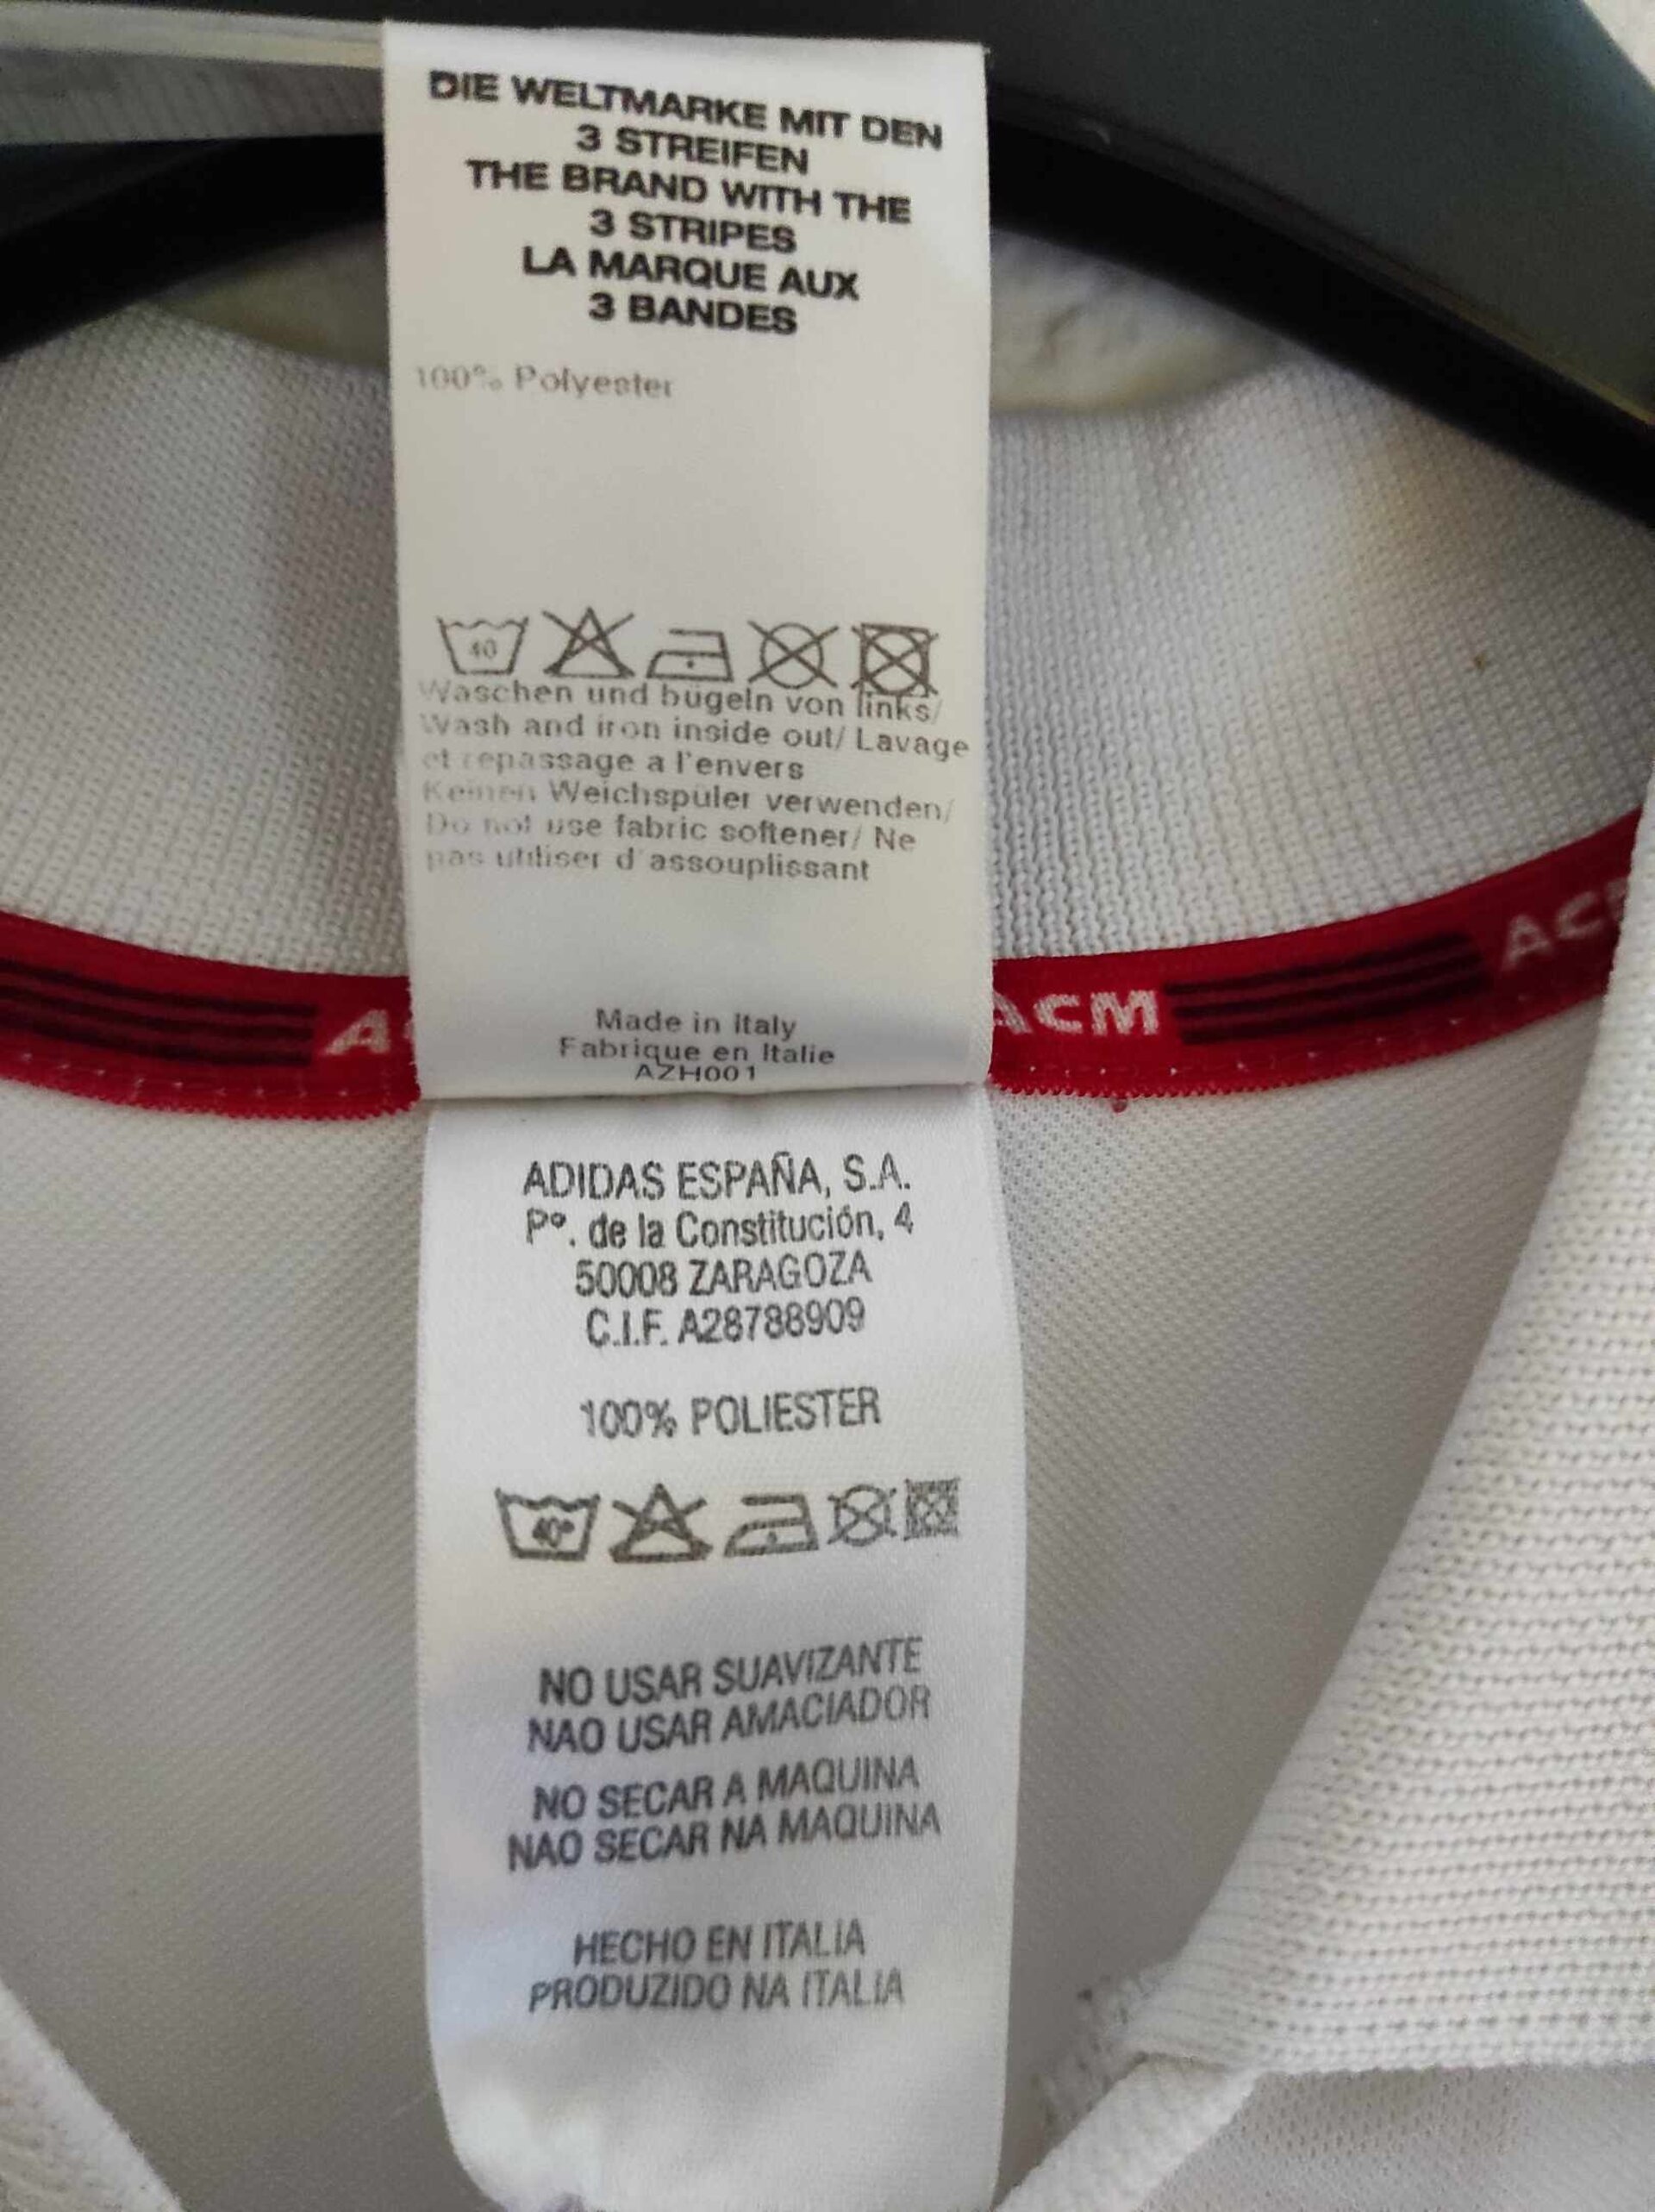 DIE WELTMARKE MIT DEN
3 STREIFEN
THE BRAND WITH THE
3 STRIPES
LA MARQUE AUX
3 BANDES
100% Polyester
40
Waschen und bügeln von links/
Wash and iron inside out/ Lavage
et repassage a l'envers
Keinen Weichspuler verwenden/
Do not use fabric softener/ Ne
pas utiliser d'assouplissant
ACM
Made in Italy
Fabrique en Italie
AZH001
ADIDAS ESPAÑA, S.A.
Pº. de la Constitución, 4
50008 ZARAGOZA
C.I.F. A28788909
100% POLIESTER
40°
NO USAR SUAVIZANTE
NAO USAR AMACIADOR
NO SECAR A MAQUINA
NAO SECAR NA MAQUINA
HECHO EN ITALIA
PRODUZIDO NA ITALIA